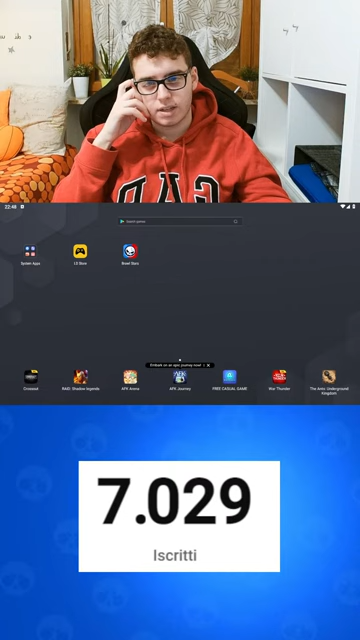 GAP
22:48
Search games
System Apps
LD Store
Brawl Stars
Embark on an epic journey now!
Draconia
RAID: Shadow legends
AFK Arena
AFK Journey
FREE CASUAL GAME
War Thunder
The Ants: Underground Kingdom
7.029
Iscritti